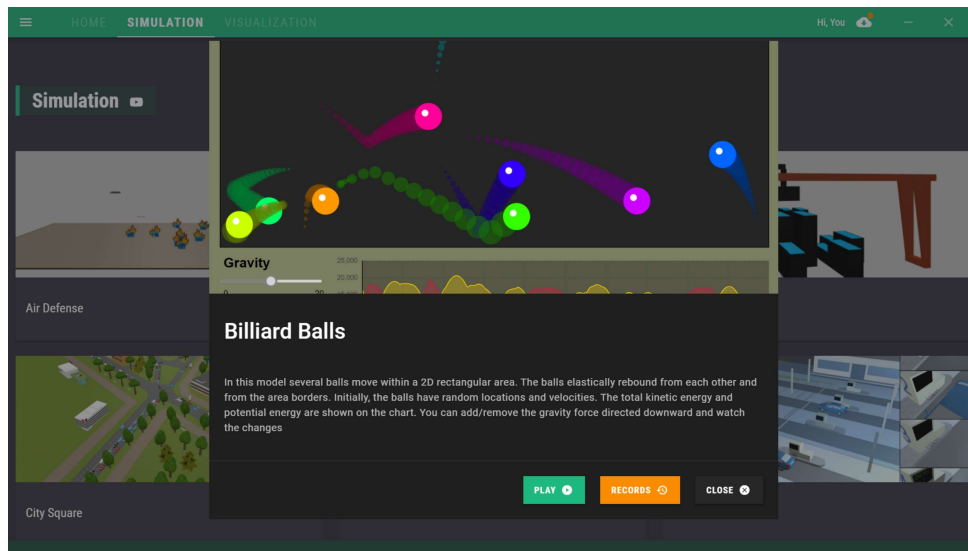 HOME SIMULATION VISUALIZATION Hi, You
Simulation
Gravity
25,000
20,000
0 20
Air Defense
Billiard Balls
In this model several balls move within a 2D rectangular area. The balls elastically rebound from each other and
from the area borders. Initially, the balls have random locations and velocities. The total kinetic energy and
potential energy are shown on the chart. You can add/remove the gravity force directed downward and watch
the changes
PLAY RECORDS CLOSE
City Square